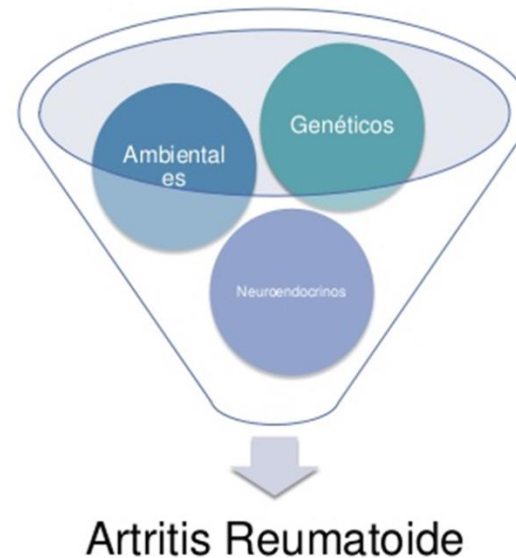 Genéticos
Ambiental
es
Neuroendocrinos
Artritis Reumatoide